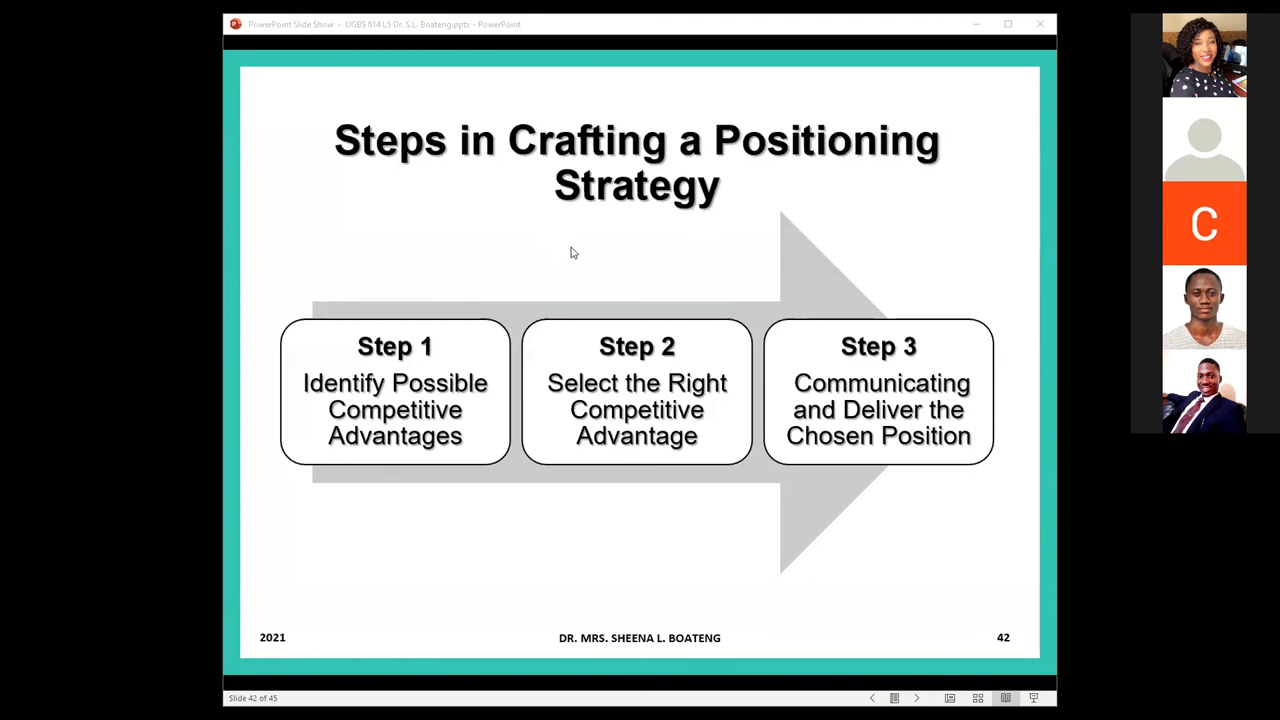 PowerPoint Slide Show - UGBS 614 L5 Dr. S.L. Boateng.pptx - PowerPoint
Steps in Crafting a Positioning
Strategy
Step 1
Identify Possible
Competitive
Advantages
Step 2
Select the Right
Competitive
Advantage
Step 3
Communicating
and Deliver the
Chosen Position
2021
DR. MRS. SHEENA L. BOATENG
42
Slide 42 of 45
C